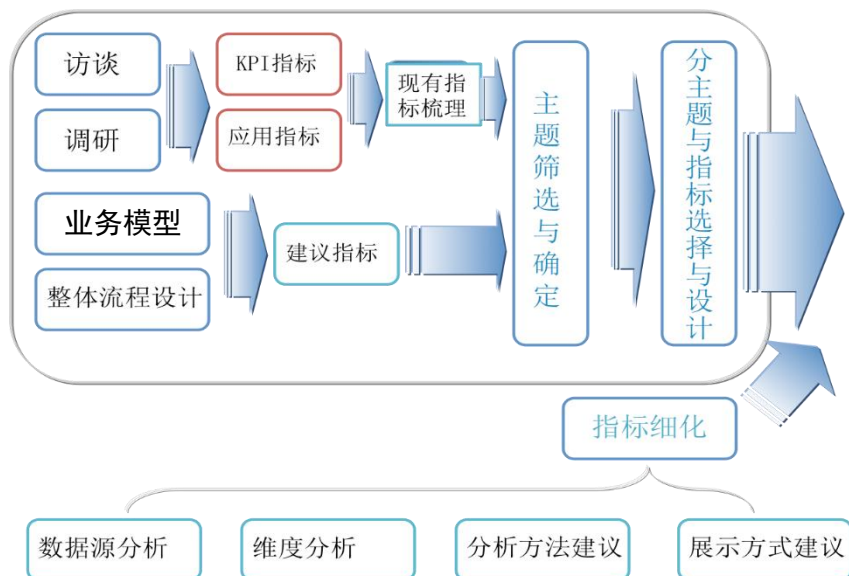 访谈
调研
业务模型
整体流程设计
KPI指标
应用指标
建议指标
现有指
标梳理
主题筛选与确定
分主题与指标选择与设计
指标细化
数据源分析
维度分析
分析方法建议
展示方式建议